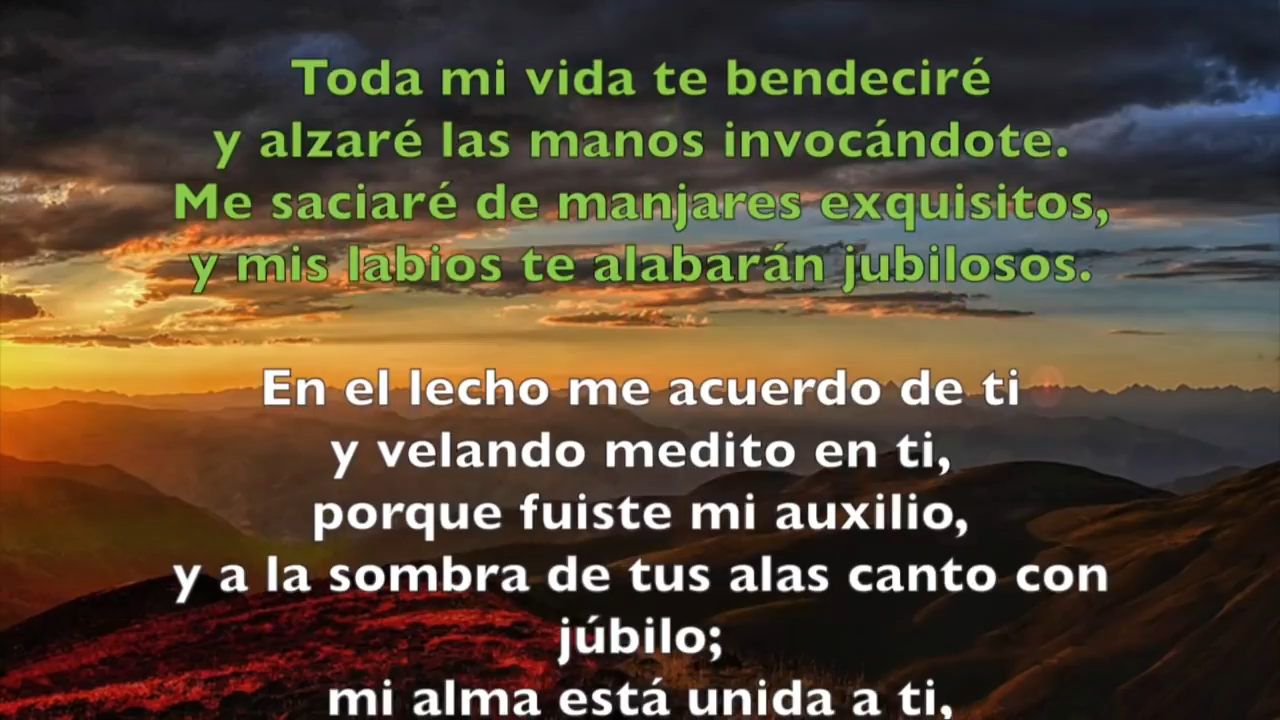 Toda mi vida te bendeciré
y alzaré las manos invocándote.
Me saciaré de manjares exquisitos,
y mis labios te alabarán jubilosos.
En el lecho me acuerdo de ti
y velando medito en ti,
porque fuiste mi auxilio,
y a la sombra de tus alas canto con
júbilo;
mi alma está unida a ti,